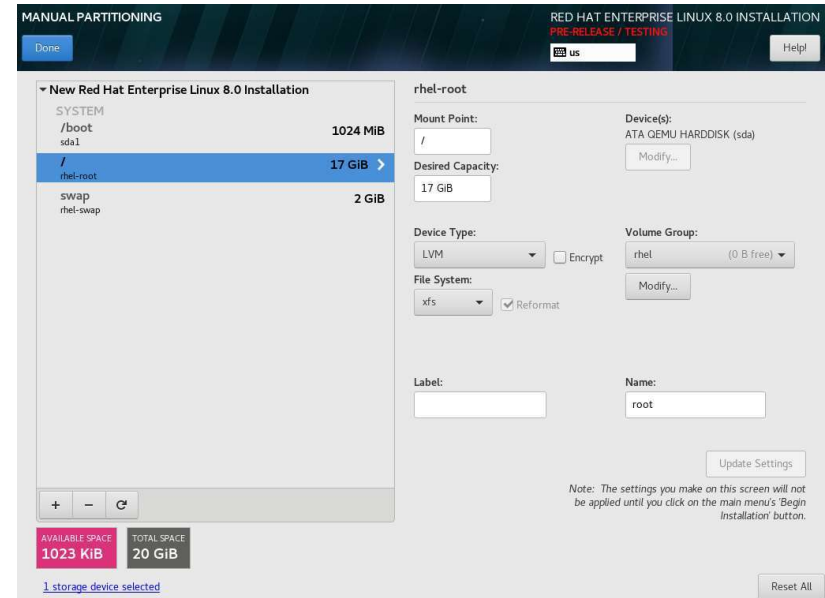 MANUAL PARTITIONING
RED HAT ENTERPRISE LINUX 8.0 INSTALLATION
PRE-RELEASE / TESTING
Done
us
Help!
New Red Hat Enterprise Linux 8.0 Installation
SYSTEM
/boot
1024 MiB
sda1
/
17 GiB
rhel-root
swap
2 GiB
rhel-swap
+ −
AVAILABLE SPACE
1023 KiB
TOTAL SPACE
20 GiB
1 storage device selected
rhel-root
Mount Point:
/
Device(s):
ATA QEMU HARDDISK (sda)
Modify...
Desired Capacity:
17 GiB
Device Type:
LVM
Encrypt
Volume Group:
rhel (0 B free)
Modify...
File System:
xfs
Reformat
Label:
Name:
root
Update Settings
Note: The settings you make on this screen will not
be applied until you click on the main menu's 'Begin
Installation' button.
Reset All